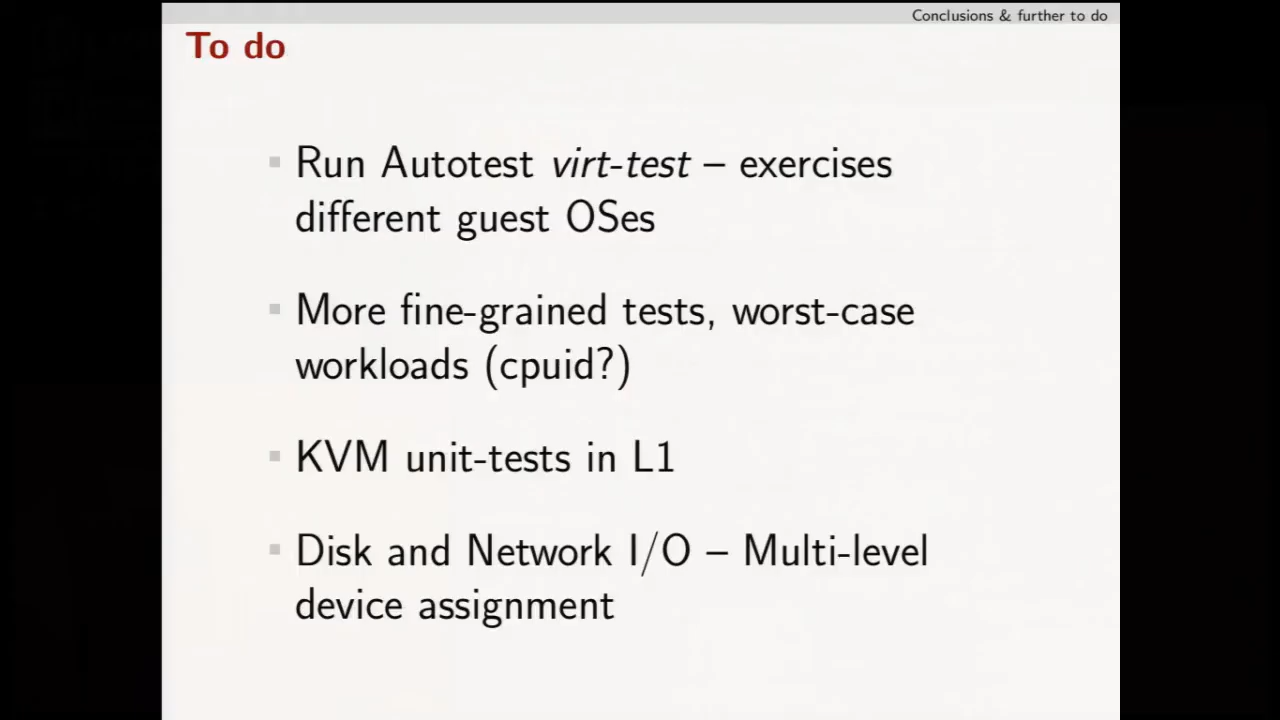 Conclusions & further to do
To do
Run Autotest virt-test – exercises
different guest OSes
More fine-grained tests, worst-case
workloads (cpuid?)
KVM unit-tests in L1
Disk and Network I/O – Multi-level
device assignment